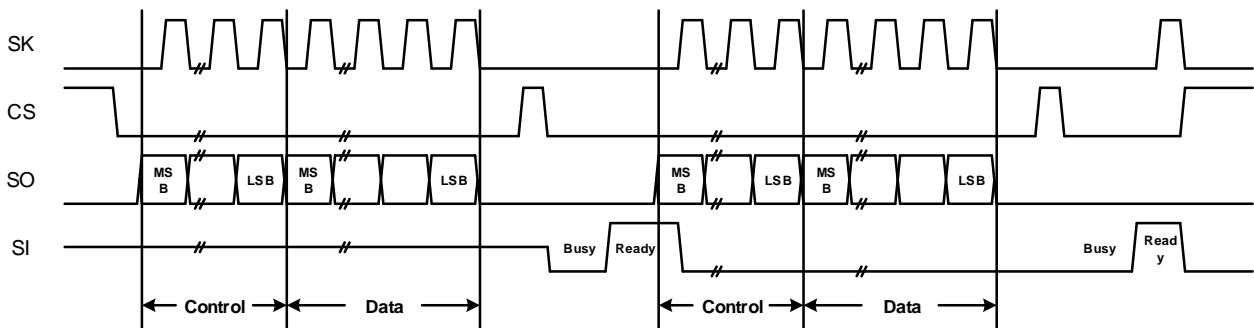 SK
CS
SO
MS
B
LSB
MS
B
LSB
MS
B
LSB
MS
B
LSB
SI
Busy
Ready
Busy
Read
y
Control
Data
Control
Data